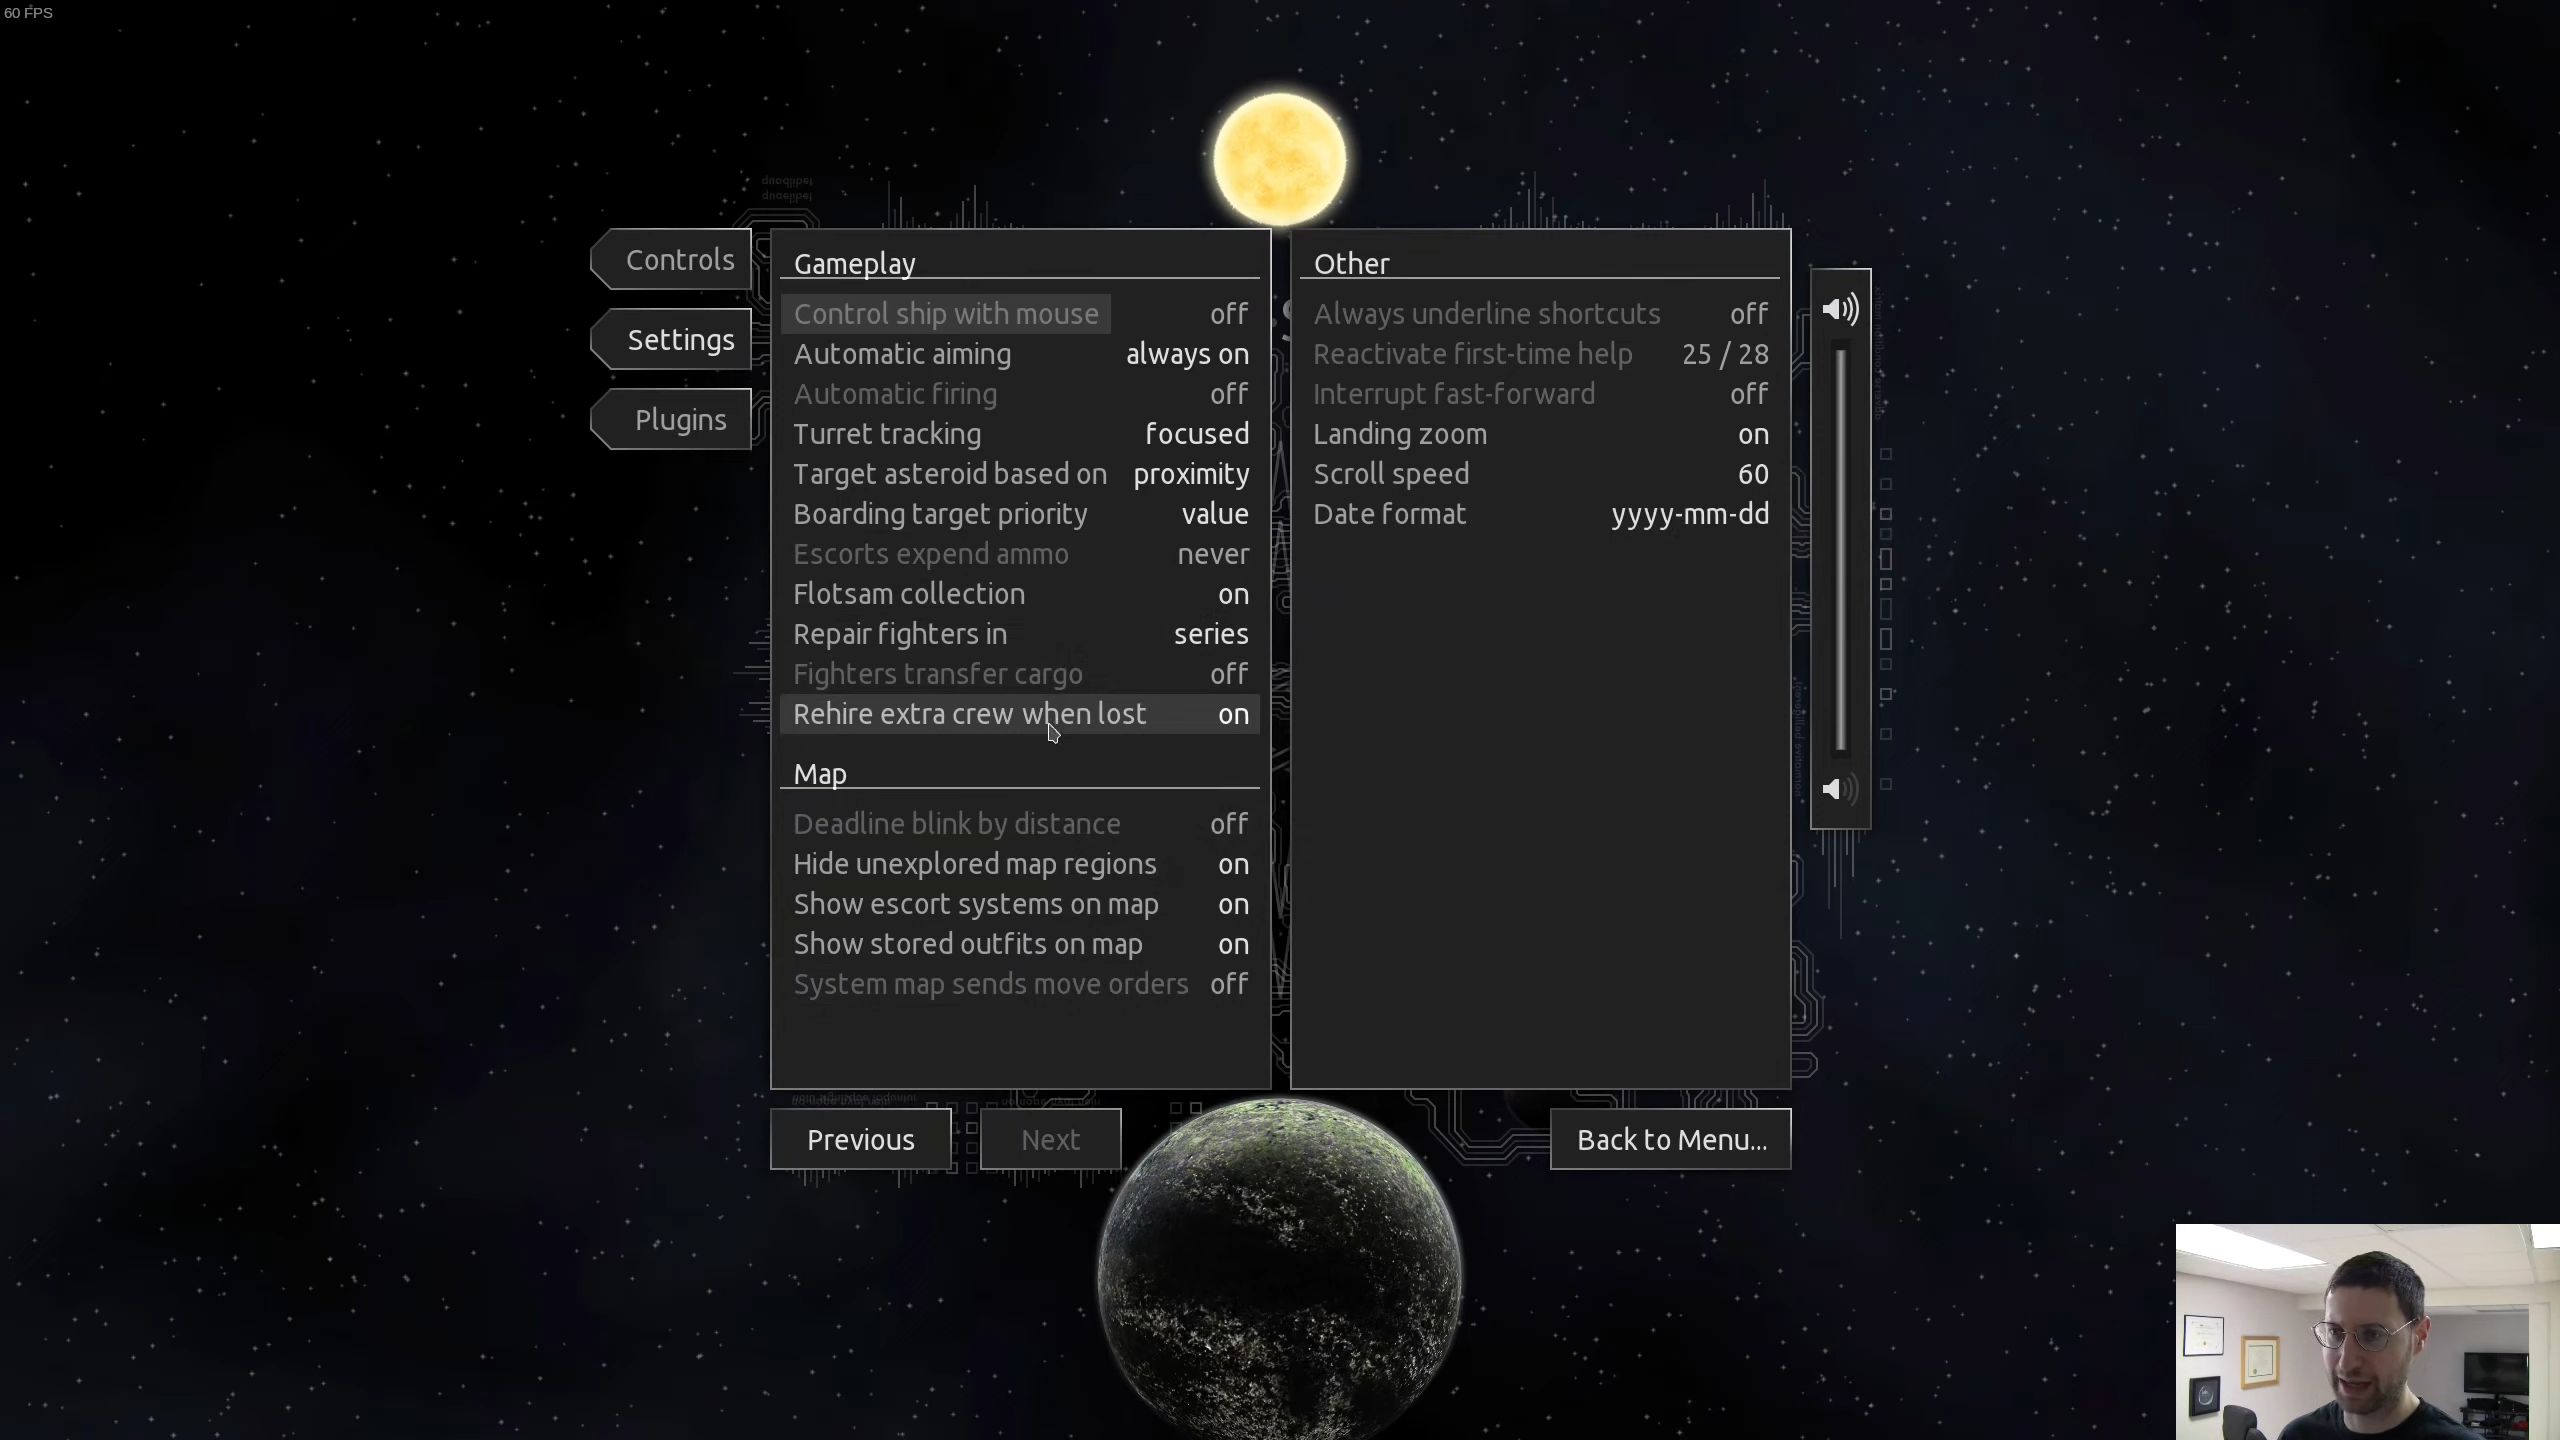 60 FPS
Controls
Settings
Plugins
Gameplay
Control ship with mouse off
Automatic aiming always on
Automatic firing off
Turret tracking focused
Target asteroid based on proximity
Boarding target priority value
Escorts expend ammo never
Flotsam collection on
Repair fighters in series
Fighters transfer cargo off
Rehire extra crew when lost on
Map
Deadline blink by distance off
Hide unexplored map regions on
Show escort systems on map on
Show stored outfits on map on
System map sends move orders off
Other
Always underline shortcuts off
Reactivate first-time help 25 / 28
Interrupt fast-forward off
Landing zoom on
Scroll speed 60
Date format yyyy-mm-dd
Previous
Next
Back to Menu...